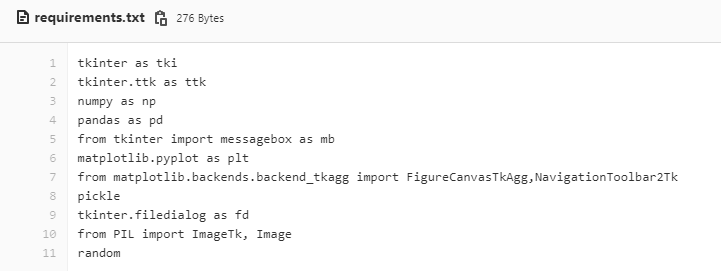 requirements.txt 276 Bytes
1 tkinter as tki
2 tkinter.ttk as ttk
3 numpy as np
4 pandas as pd
5 from tkinter import messagebox as mb
6 matplotlib.pyplot as plt
7 from matplotlib.backends.backend_tkagg import FigureCanvasTkAgg,NavigationToolbar2Tk
8 pickle
9 tkinter.filedialog as fd
10 from PIL import ImageTk, Image
11 random